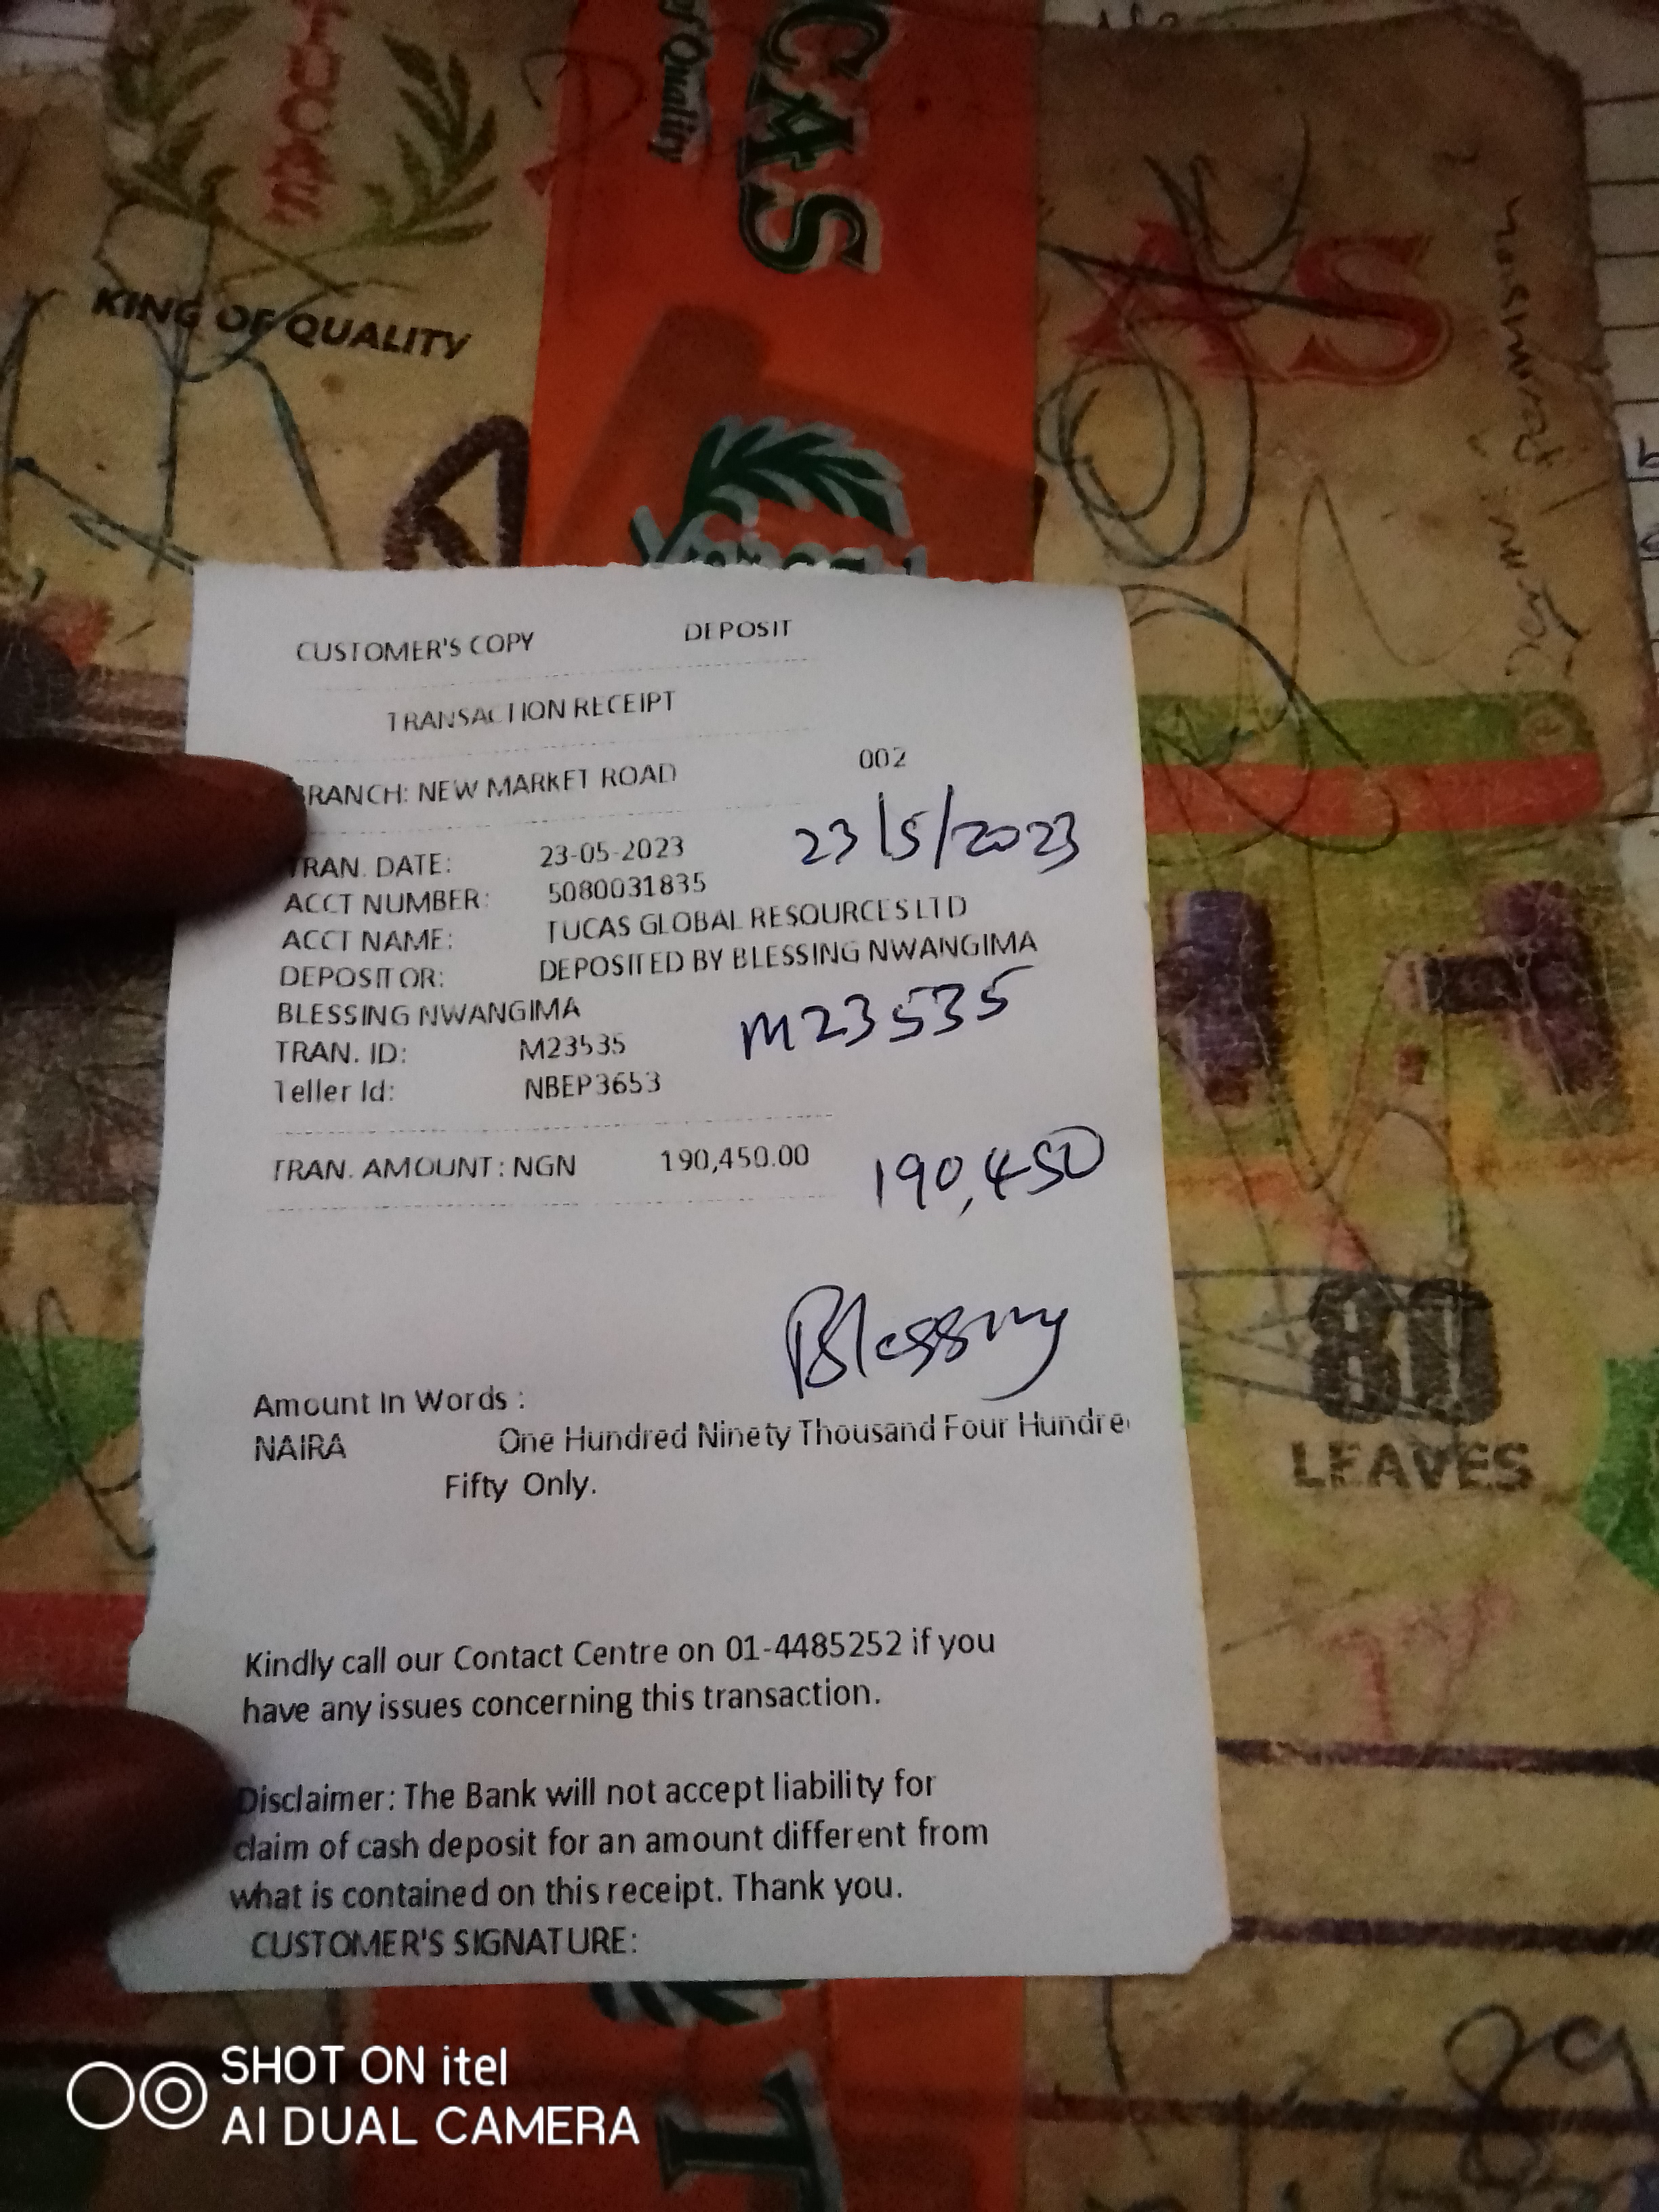 TUCAS
of Quality
CAS
KING OF QUALITY
AS
CUSTOMER'S COPY DEPOSIT
TRANSACTION RECEIPT
BRANCH: NEW MARKET ROAD 002
TRAN. DATE: 23-05-2023 23/5/2023
ACCT NUMBER: 5080031835
ACCT NAME: TUCAS GLOBAL RESOURCES LTD
DEPOSITOR: DEPOSITED BY BLESSING NWANGIMA
BLESSING NWANGIMA
TRAN. ID: M23535 M23535
Teller Id: NBEP3653
TRAN. AMOUNT: NGN 190,450.00 190,450
Blessing
Amount In Words :
NAIRA One Hundred Ninety Thousand Four Hundre
Fifty Only.
80
LEAVES
Kindly call our Contact Centre on 01-4485252 if you
have any issues concerning this transaction.
Disclaimer: The Bank will not accept liability for
claim of cash deposit for an amount different from
what is contained on this receipt. Thank you.
CUSTOMER'S SIGNATURE:
SHOT ON itel
AI DUAL CAMERA